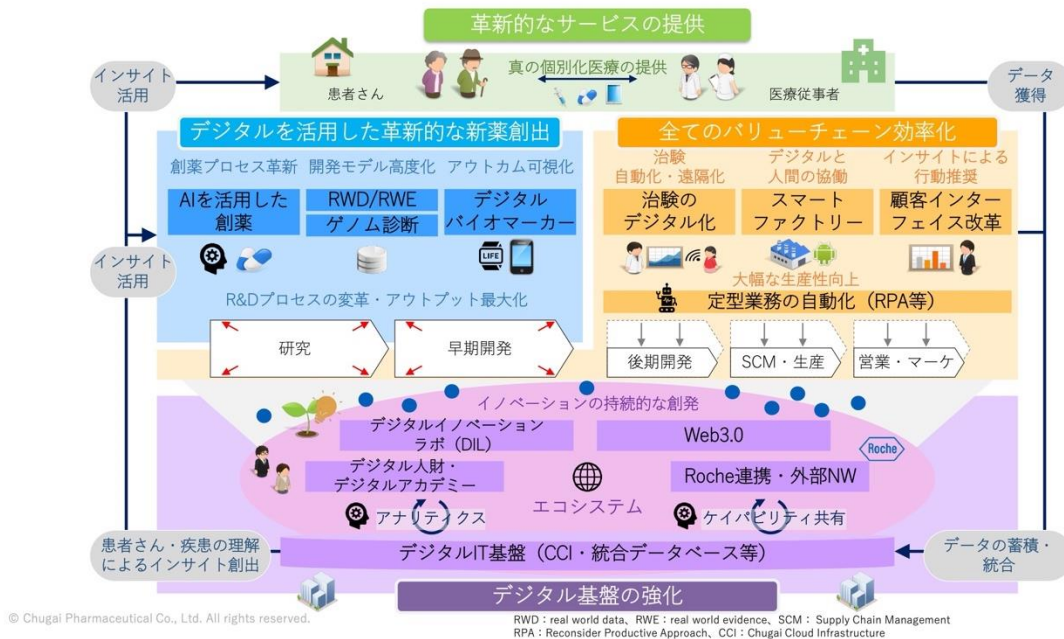 革新的なサービスの提供
インサイト
活用
患者さん
真の個別化医療の提供
医療従事者
データ
獲得
デジタルを活用した革新的な新薬創出
創薬プロセス革新
開発モデル高度化
アウトカム可視化
AIを活用した
創薬
RWD/RWE
ゲノム診断
デジタル
バイオマーカー
LIFE
R&Dプロセスの変革・アウトプット最大化
研究
早期開発
インサイト
活用
全てのバリューチェーン効率化
治験
自動化・遠隔化
デジタルと
人間の協働
インサイトによる
行動推奨
治験の
デジタル化
スマート
ファクトリー
顧客インター
フェイス改革
大幅な生産性向上
定型業務の自動化（RPA等）
後期開発
SCM・生産
営業・マーケ
イノベーションの持続的な創発
デジタルイノベーション
ラボ（DIL）
Web3.0
Roche
デジタル人財・
デジタルアカデミー
Roche連携・外部NW
エコシステム
アナリティクス
ケイパビリティ共有
患者さん・疾患の理解
によるインサイト創出
デジタルIT基盤（CCI・統合データベース等）
データの蓄積・
統合
デジタル基盤の強化
© Chugai Pharmaceutical Co., Ltd. All rights reserved.
RWD：real world data、RWE：real world evidence、SCM： Supply Chain Management
RPA：Reconsider Productive Approach、CCI：Chugai Cloud Infrastructure